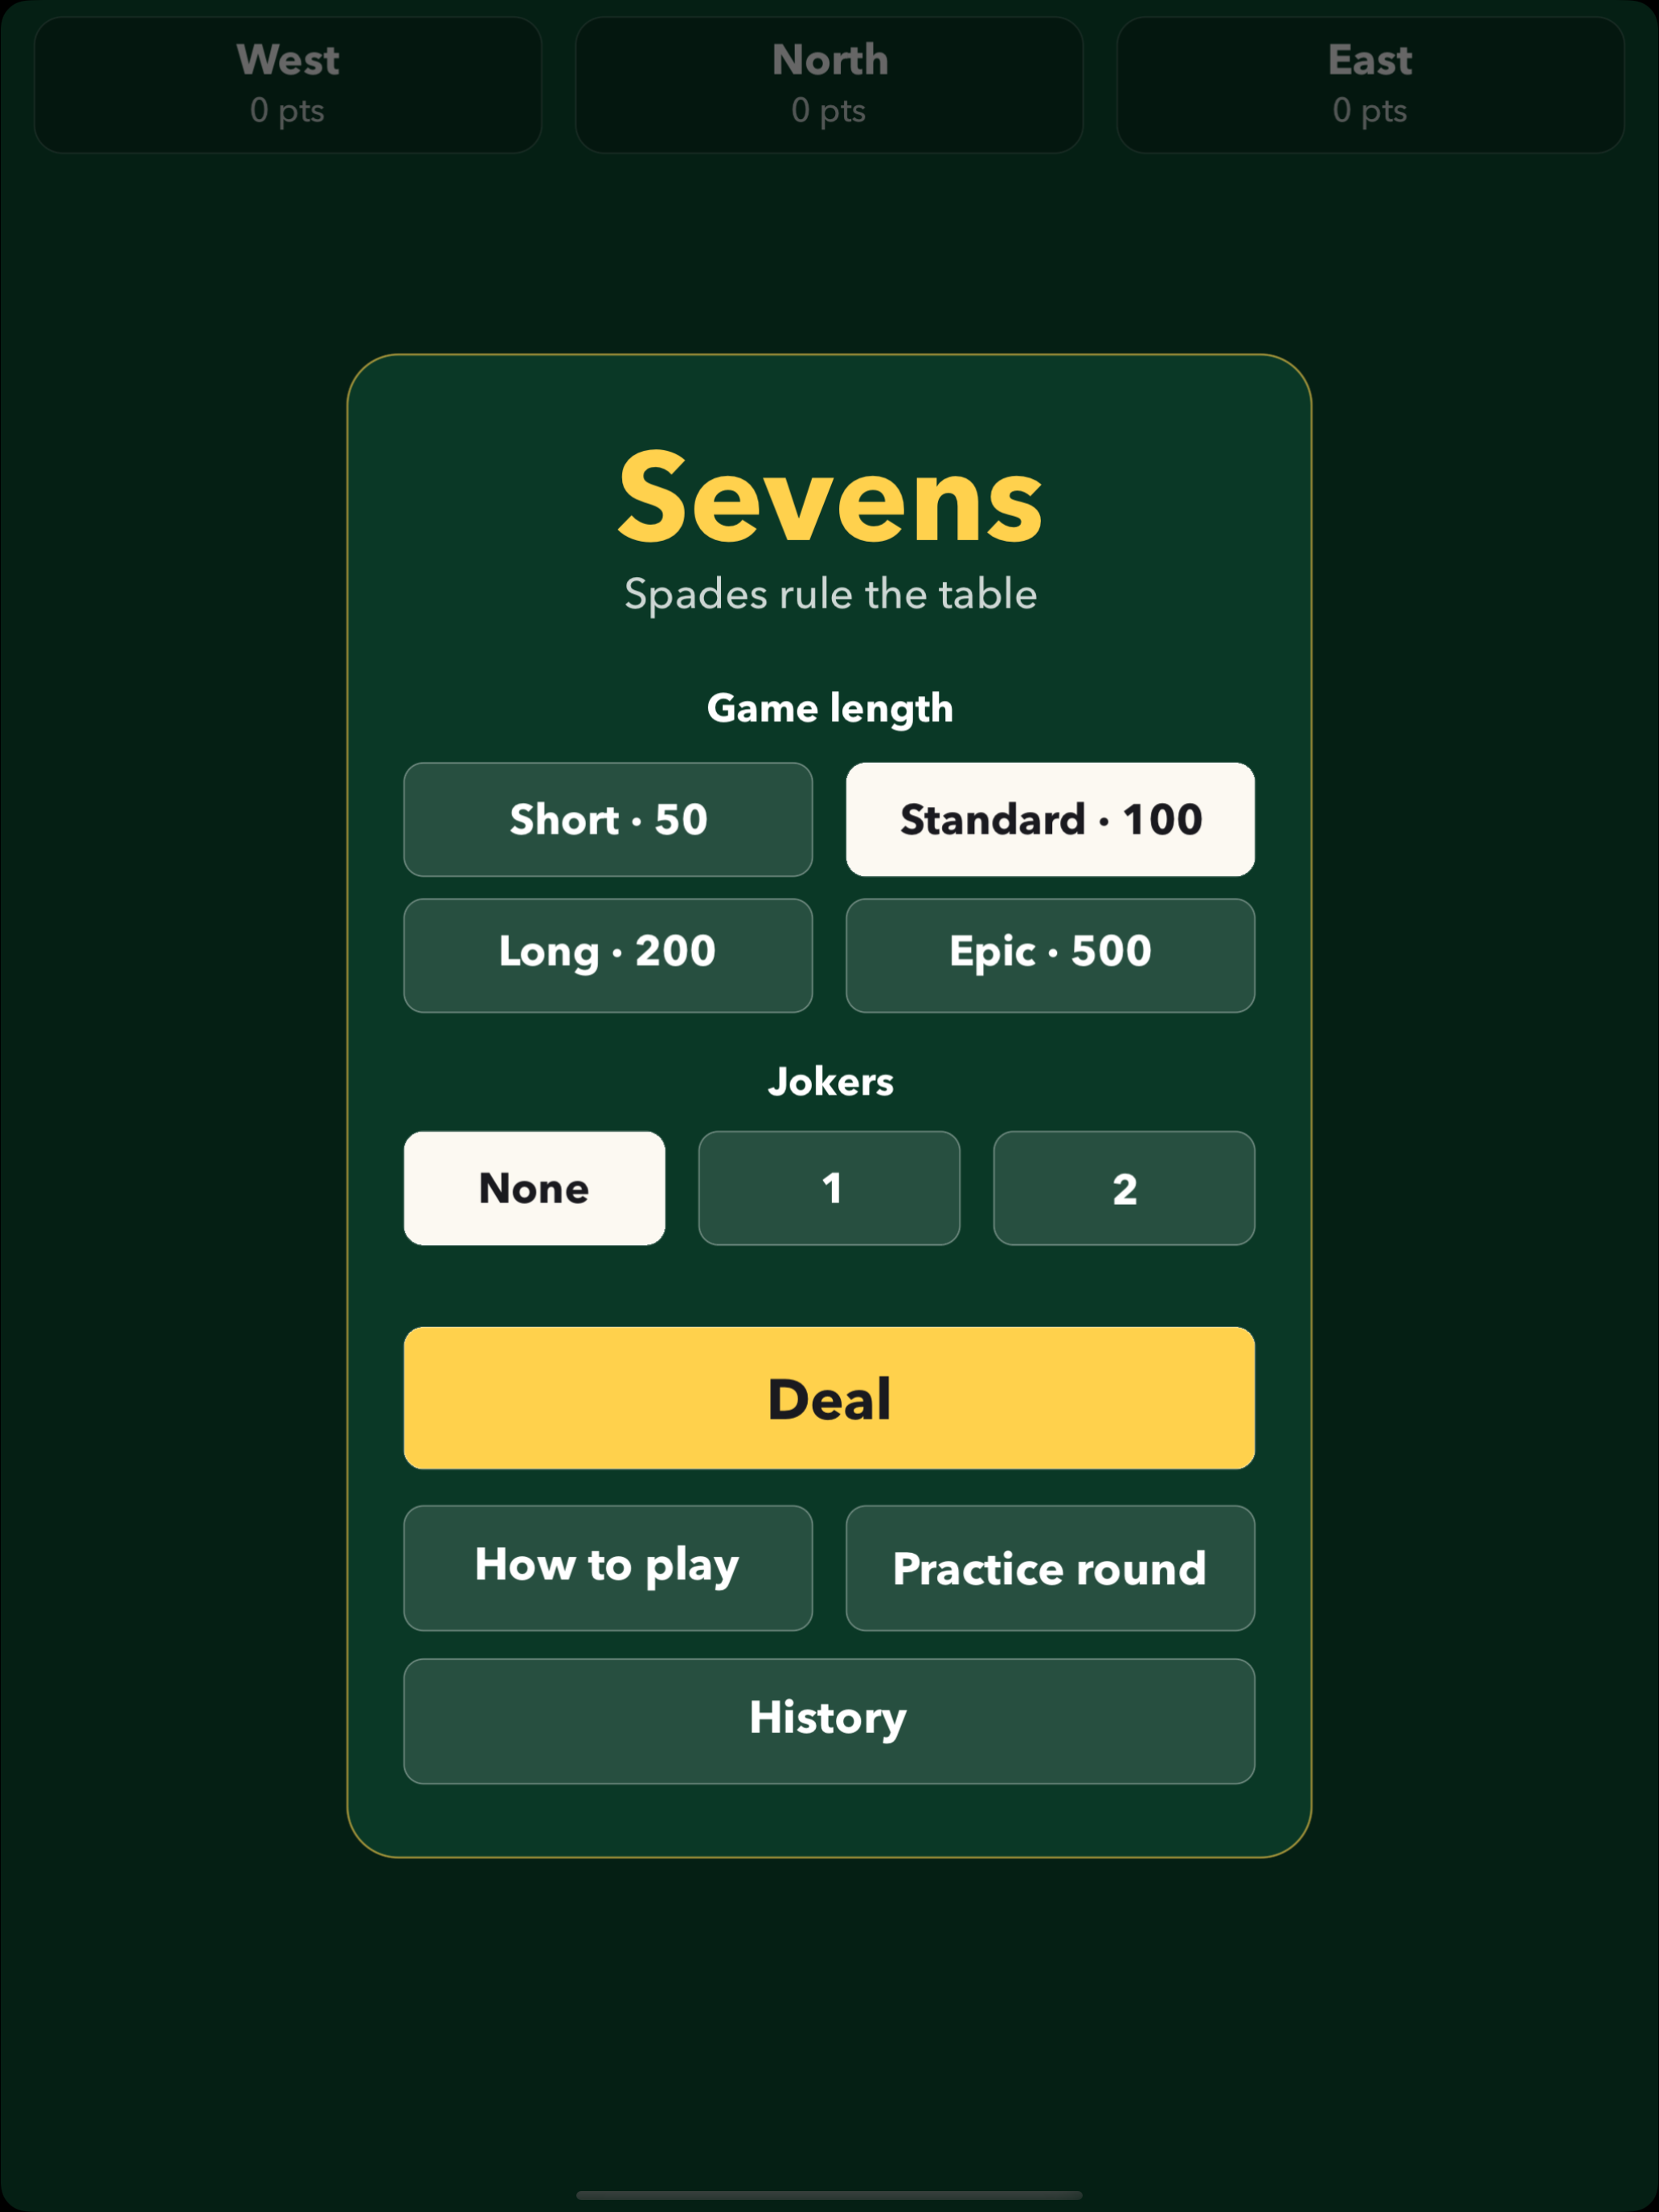 West North East
0 pts 0 pts 0 pts
Sevens
Spades rule the table
Game length
Short · 50 Standard · 100
Long · 200 Epic · 500
Jokers
None 1 2
Deal
How to play Practice round
History